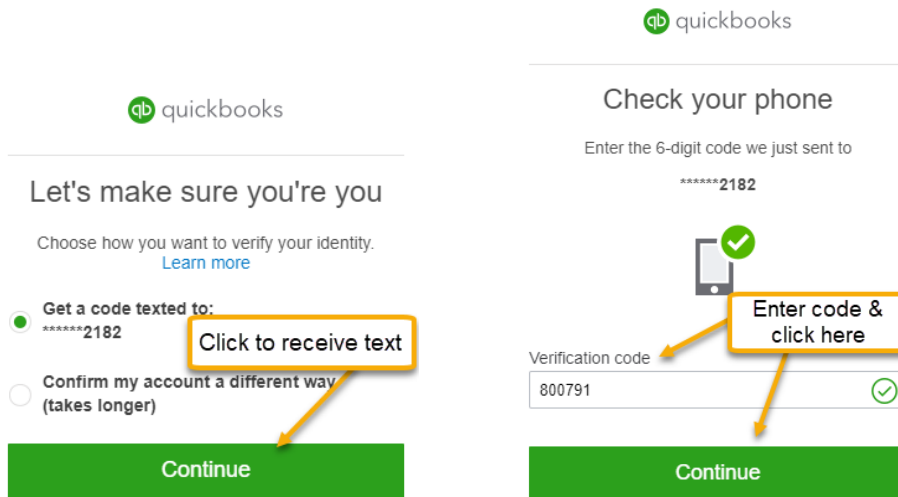 qb quickbooks
Let's make sure you're you
Choose how you want to verify your identity.
Learn more
Get a code texted to:
******2182
Click to receive text
Confirm my account a different way
(takes longer)
Continue
qb quickbooks
Check your phone
Enter the 6-digit code we just sent to
******2182
Enter code &
click here
Verification code
800791
Continue